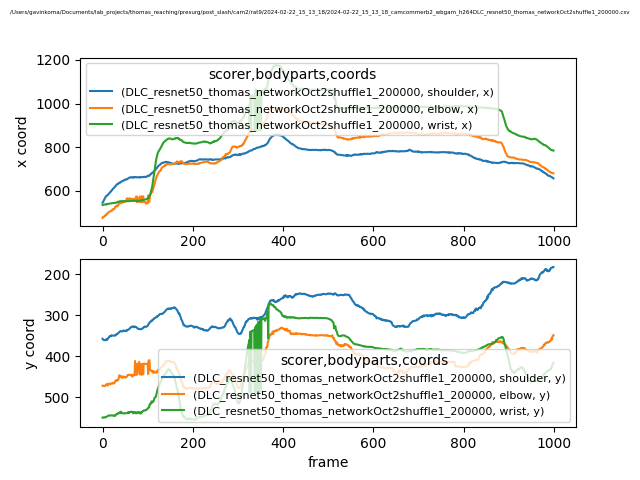 /Users/gavinkoma/Documents/lab_projects/thomas_reaching/presurg/post_slash/cam2/rat9/2024-02-22_15_13_18/2024-02-22_15_13_18_camcommerb2_wbgam_h264DLC_resnet50_thomas_networkOct2shuffle1_200000.csv
1200
1000
800
600
x coord
scorer,bodyparts,coords
(DLC_resnet50_thomas_networkOct2shuffle1_200000, shoulder, x)
(DLC_resnet50_thomas_networkOct2shuffle1_200000, elbow, x)
(DLC_resnet50_thomas_networkOct2shuffle1_200000, wrist, x)
0 200 400 600 800 1000
200
300
400
500
y coord
scorer,bodyparts,coords
(DLC_resnet50_thomas_networkOct2shuffle1_200000, shoulder, y)
(DLC_resnet50_thomas_networkOct2shuffle1_200000, elbow, y)
(DLC_resnet50_thomas_networkOct2shuffle1_200000, wrist, y)
0 200 400 600 800 1000
frame